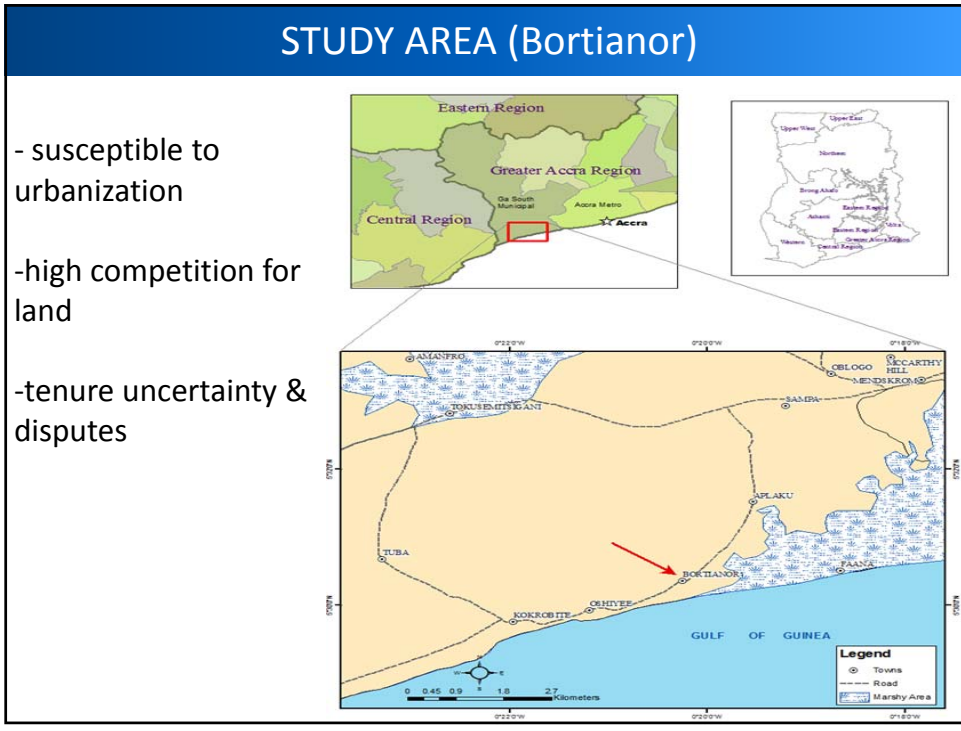 STUDY AREA (Bortianor)
- susceptible to
urbanization
-high competition for
land
-tenure uncertainty &
disputes
Eastern Region
Greater Accra Region
Ga South
Municipal
Accra Metro
Central Region
Accra
Upper East
Upper West
Northern
Brong Ahafo
Ashanti
Eastern Region
Volta
Eastern Region
Western
Greater Accra Region
Central Region
0°22'0"W
0°20'0"W
0°18'0"W
AMANFRO
OBLOGO
MCCARTHY
HILL
MENDSKROM
TOKUSEMITSIGANI
SAMPA
APLAKU
TUBA
BORTIANOR
FAANA
OSHIYEE
KOKROBITE
GULF OF GUINEA
N
W
E
S
0 0.45 0.9 1.8 2.7
Kilometers
Legend
Towns
Road
Marshy Area
0°22'0"W
0°20'0"W
0°18'0"W